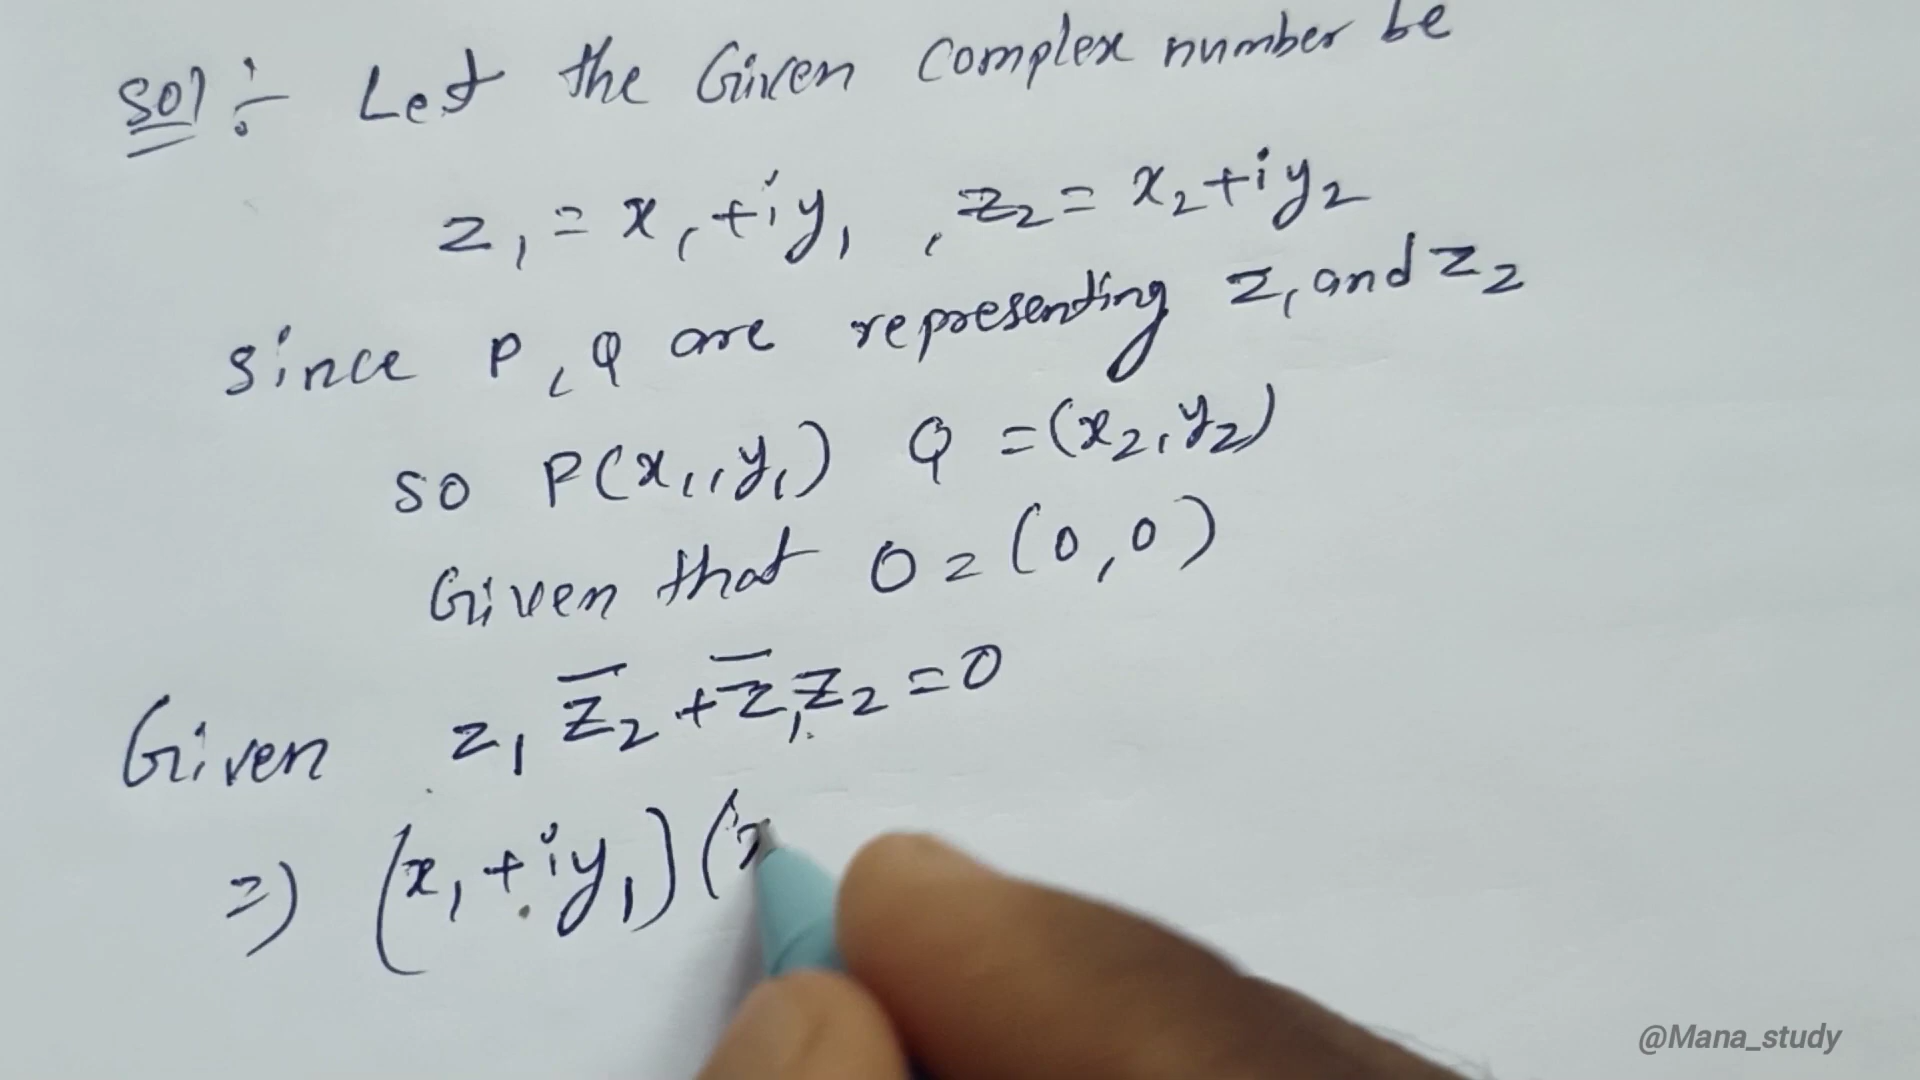 Sol :- Let the Given Complex number be
z₁ = x₁ + iy₁ , z₂ = x₂ + iy₂
Since P, Q are representing z₁ and z₂
so P(x₁, y₁) Q = (x₂, y₂)
Given that O = (0, 0)
Given z₁ z̅₂ + z̅₁ z₂ = 0
⇒ (x₁ + iy₁) (x
@Mana_study